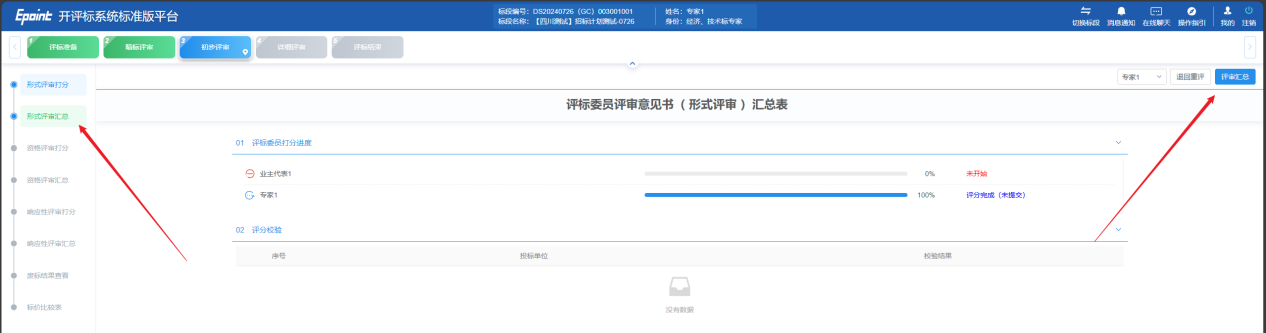 Epoint 开评标系统标准版平台
标段编号：DS20240726（GC）003001001
姓名：专家1
标段名称：【四川测试】招标计划测试-0726
身份：经济、技术标专家
切换标段 消息通知 在线聊天 操作指引 我的 注销
1 评标准备
2 暗标评审
3 初步评审
4 详细评审
5 评标结束
形式评审打分
形式评审汇总
资格评审打分
资格评审汇总
响应性评审打分
响应性评审汇总
废标结果查看
标价比较表
专家1 退回重评 评审汇总
评标委员评审意见书（ 形式评审 ）汇总表
01 评标委员打分进度
业主代表1 0% 未开始
专家1 100% 评分完成（未提交）
02 评分校验
序号 投标单位 校验结果
没有数据